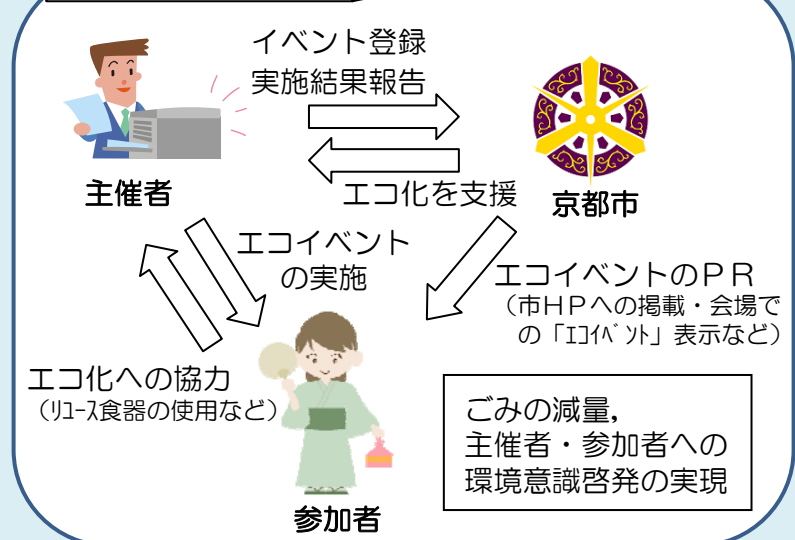 イベント登録
実施結果報告
主催者
エコ化を支援
京都市
エコイベント
の実施
エコイベントのＰＲ
（市ＨＰへの掲載・会場で
の「ｴｺｲﾍﾞﾝﾄ」表示など）
エコ化への協力
（ﾘﾕｰｽ食器の使用など）
ごみの減量，
主催者・参加者への
環境意識啓発の実現
参加者